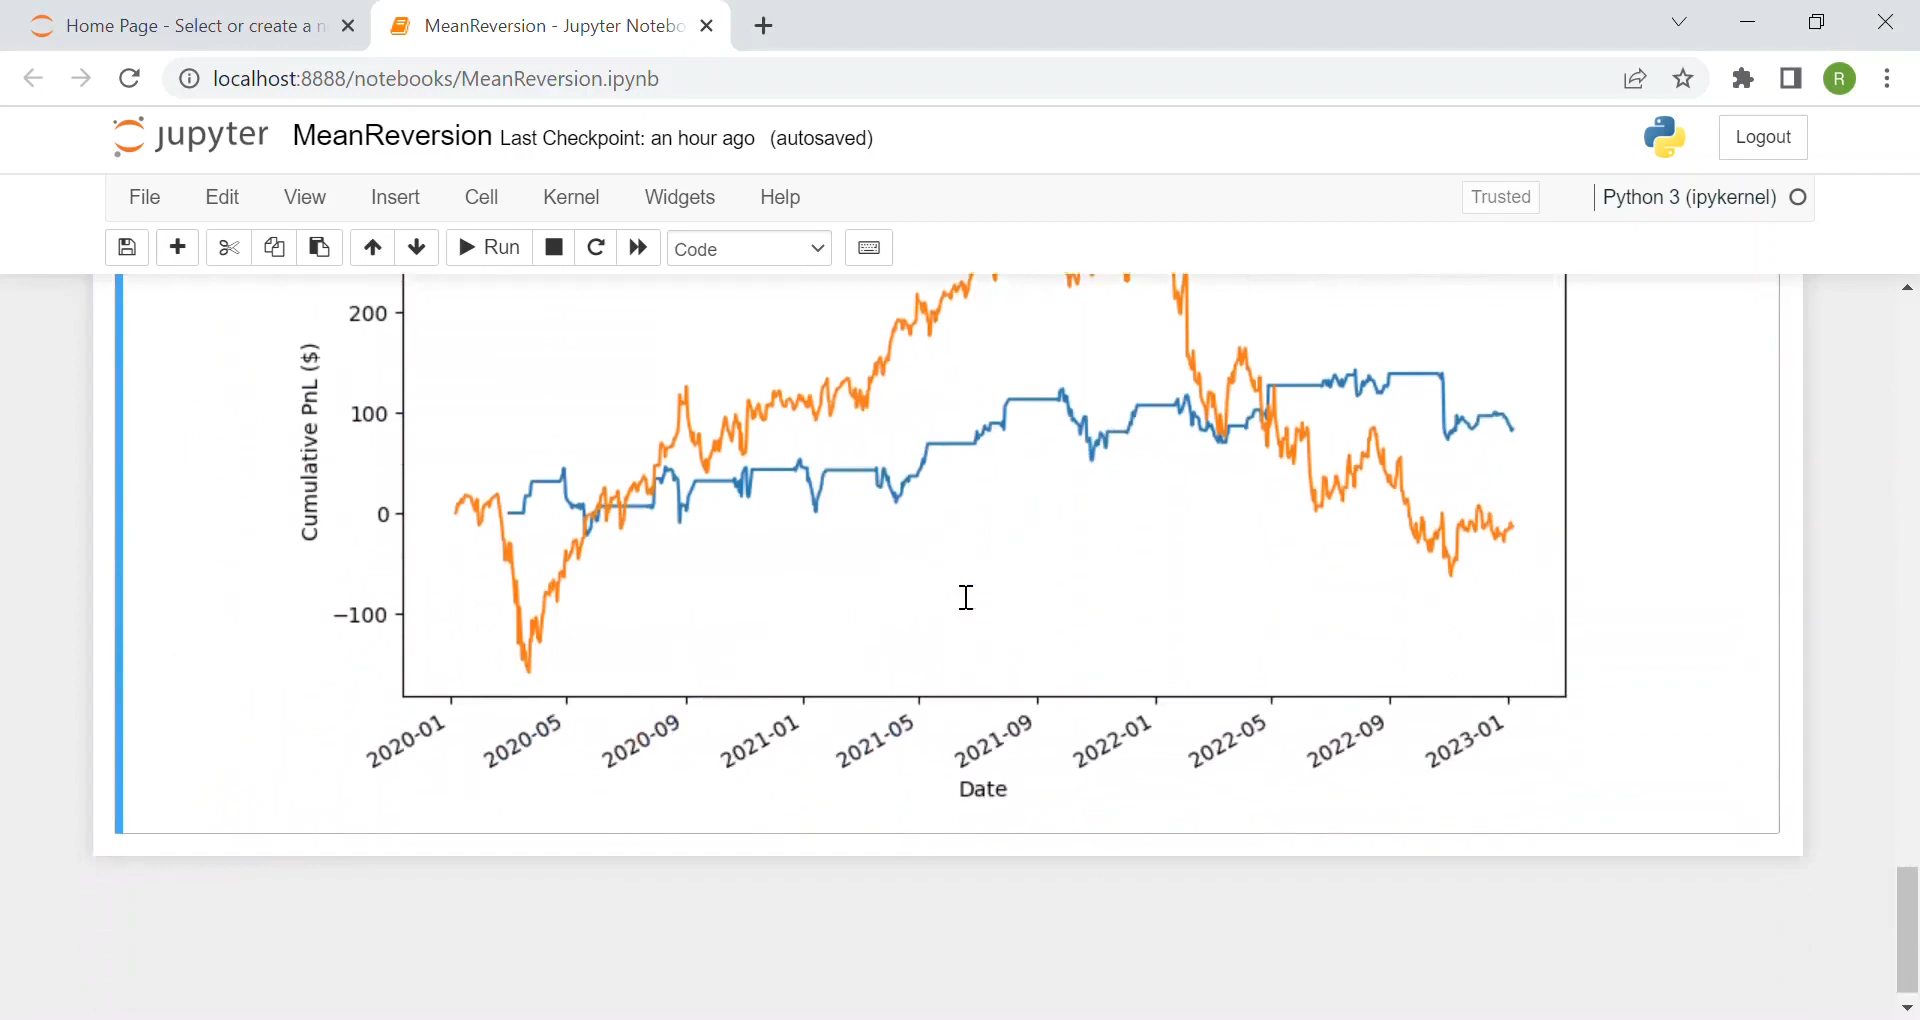 Home Page - Select or create a n
MeanReversion - Jupyter Notebo
localhost:8888/notebooks/MeanReversion.ipynb
R
jupyter MeanReversion Last Checkpoint: an hour ago (autosaved)
Logout
File Edit View Insert Cell Kernel Widgets Help
Trusted
Python 3 (ipykernel)
Run
Code
200
100
0
−100
Cumulative PnL ($)
2020-01 2020-05 2020-09 2021-01 2021-05 2021-09 2022-01 2022-05 2022-09 2023-01
Date